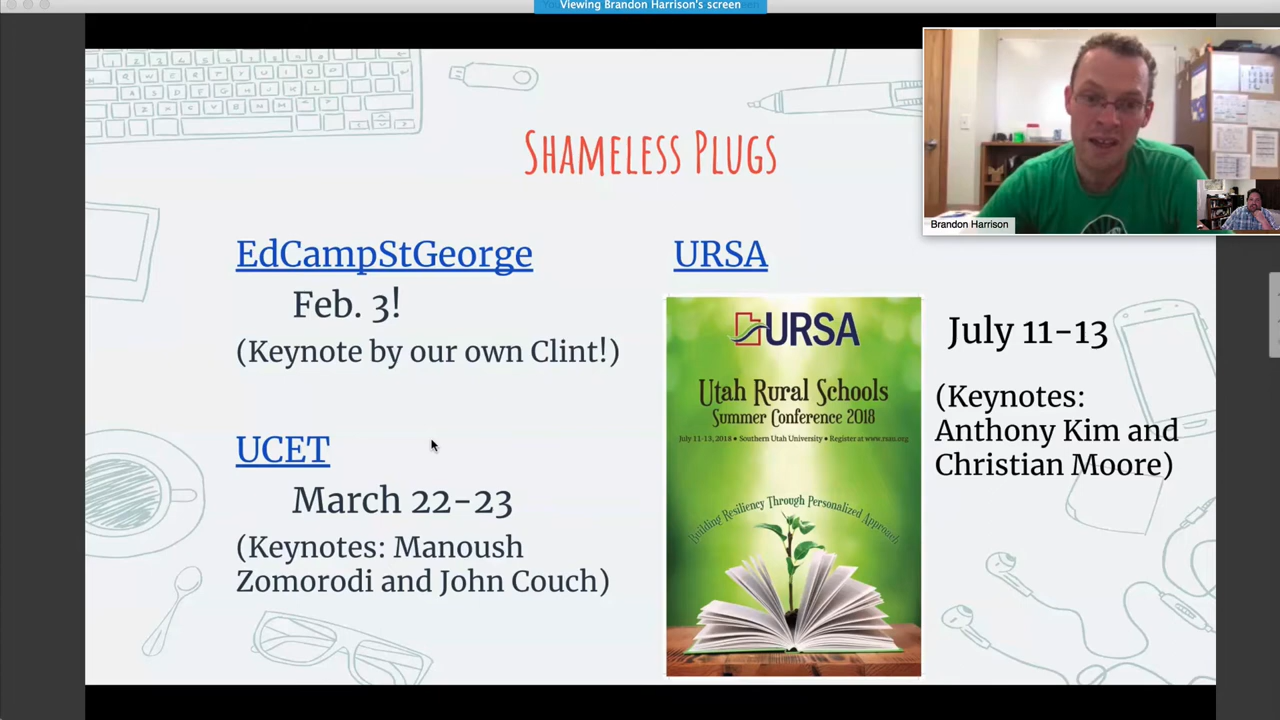 Viewing Brandon Harrison's screen
Shameless Plugs
EdCampStGeorge
Feb. 3!
(Keynote by our own Clint!)
UCET
March 22-23
(Keynotes: Manoush
Zomorodi and John Couch)
URSA
URSA
Utah Rural Schools
Summer Conference 2018
July 11-13, 2018 • Southern Utah University • Register at www.rsau.org
Building Resiliency Through Personalized Approach
July 11-13
(Keynotes:
Anthony Kim and
Christian Moore)
Brandon Harrison